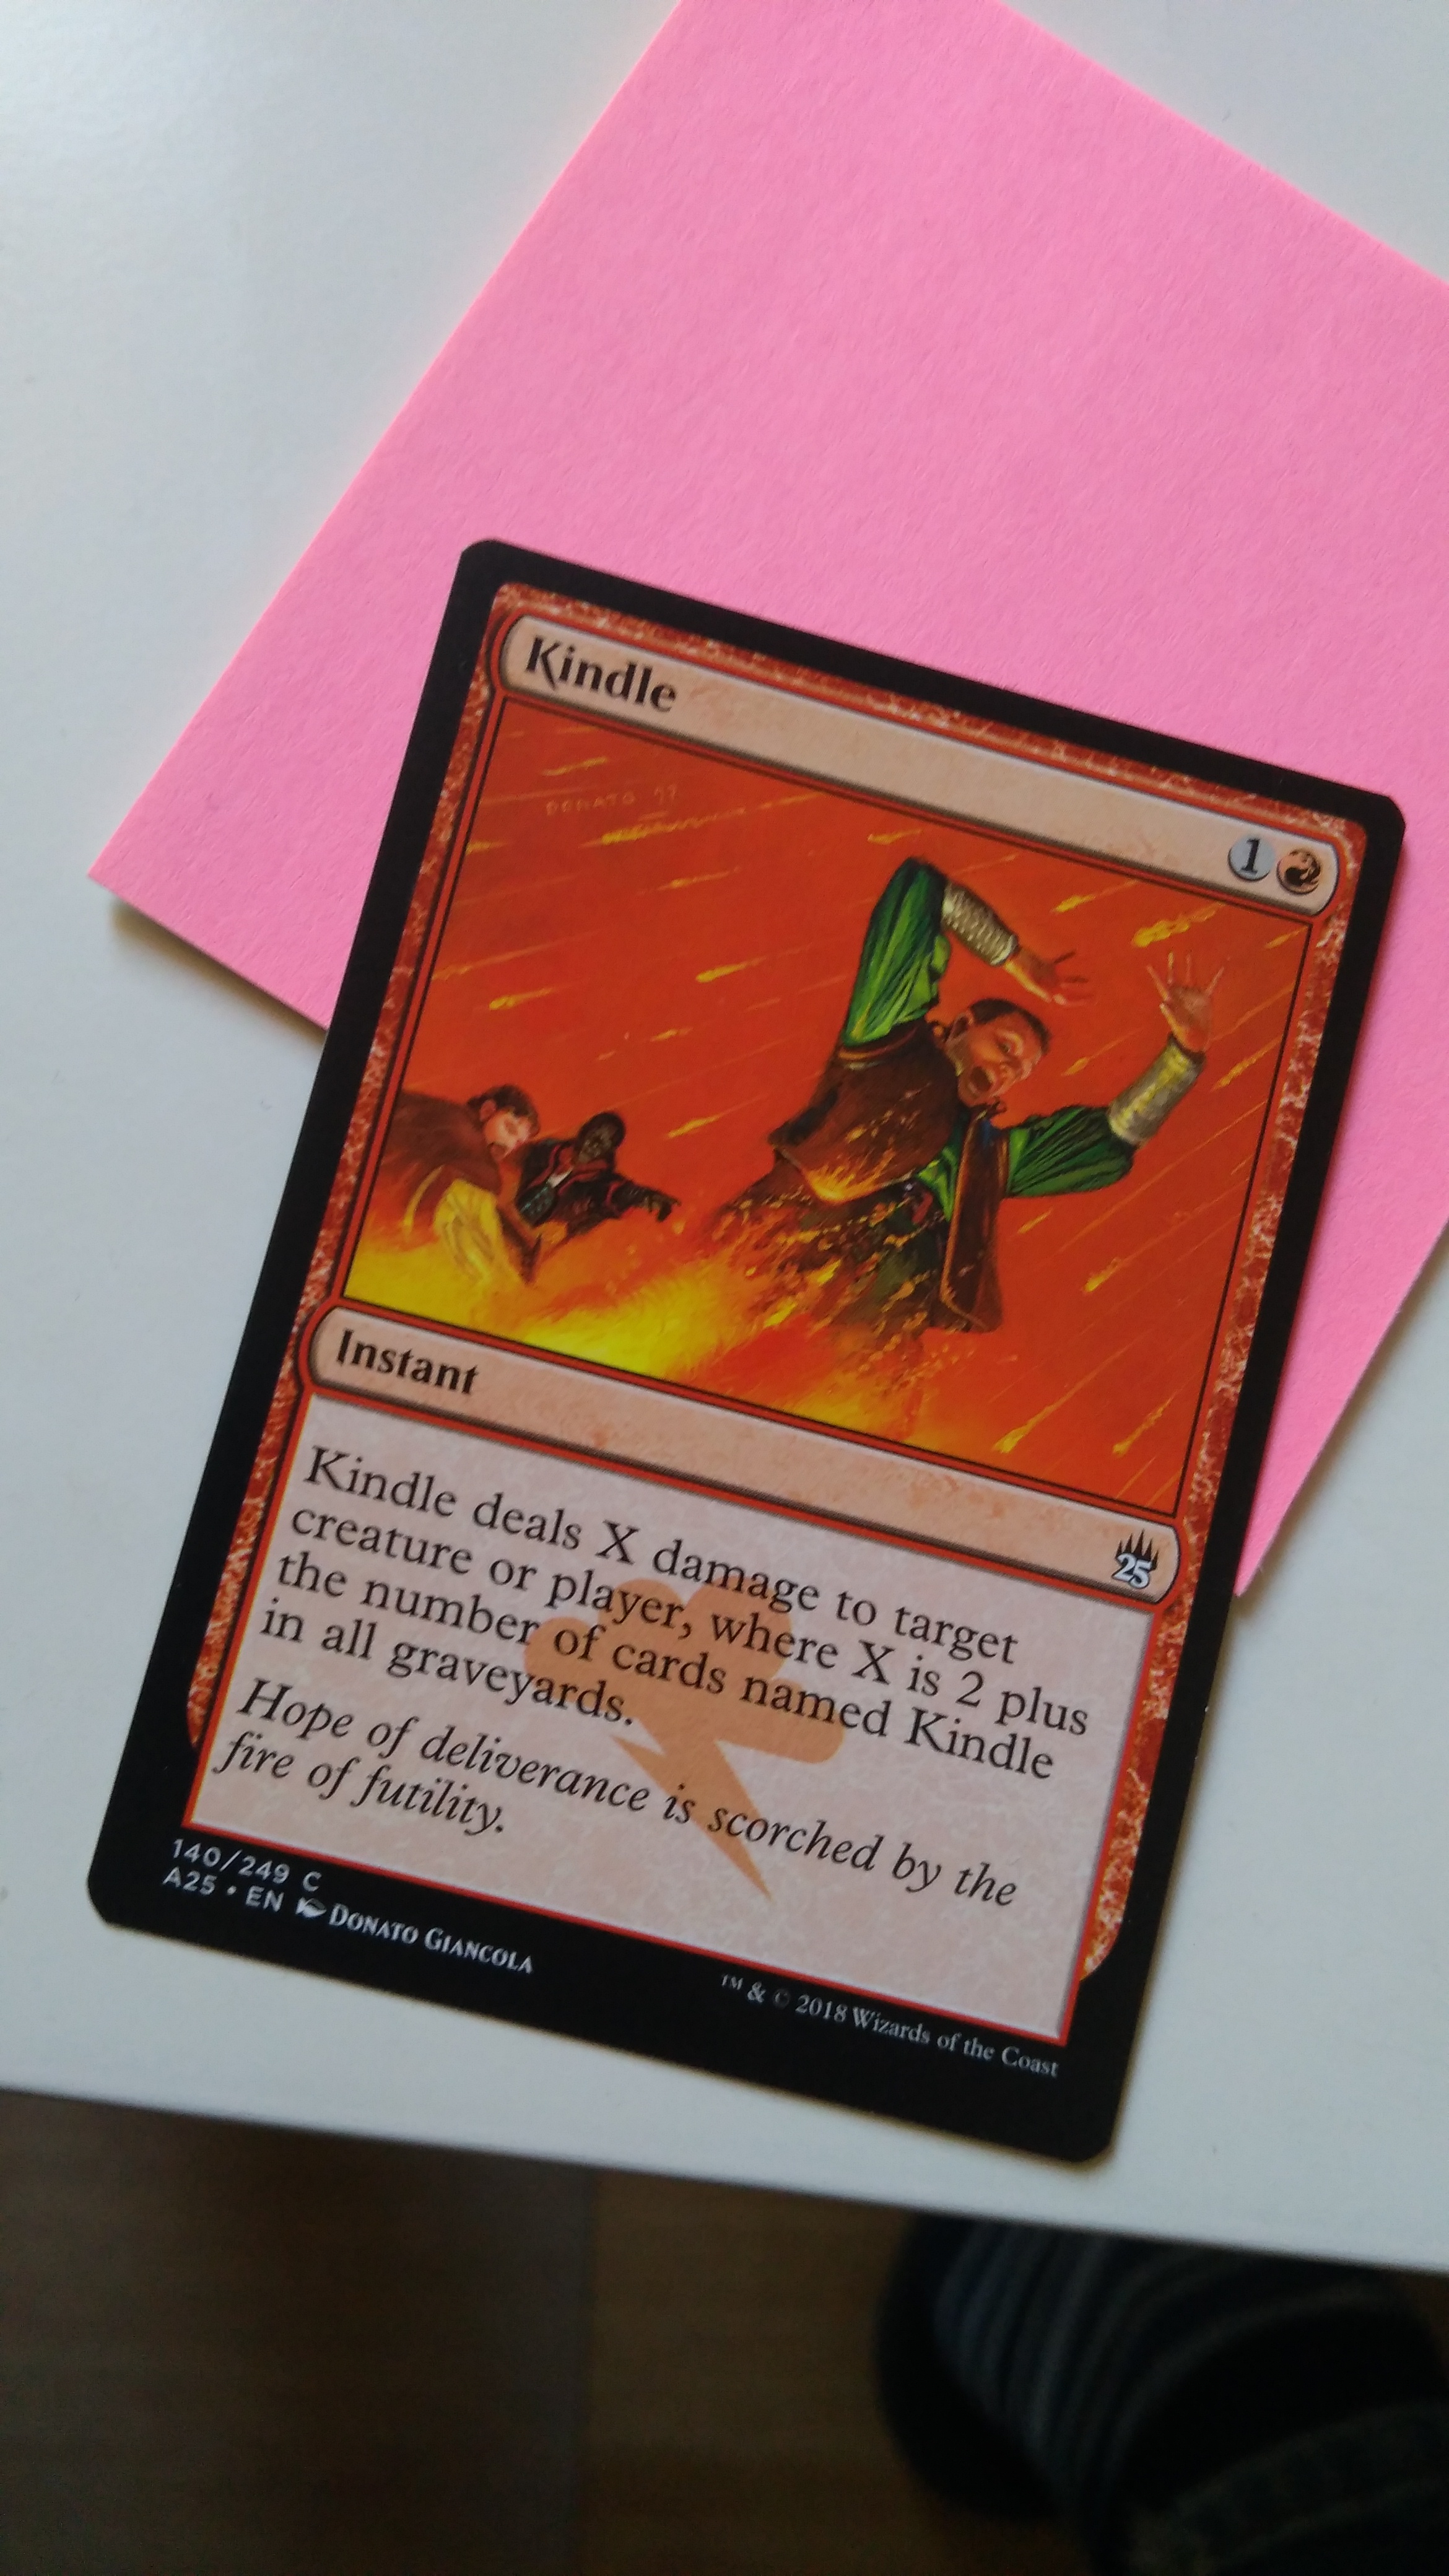 Kindle
1
DONATO 97
Instant
25
Kindle deals X damage to target
creature or player, where X is 2 plus
the number of cards named Kindle
in all graveyards.
Hope of deliverance is scorched by the
fire of futility.
140/249 C
A25 • EN DONATO GIANCOLA
™ & © 2018 Wizards of the Coast